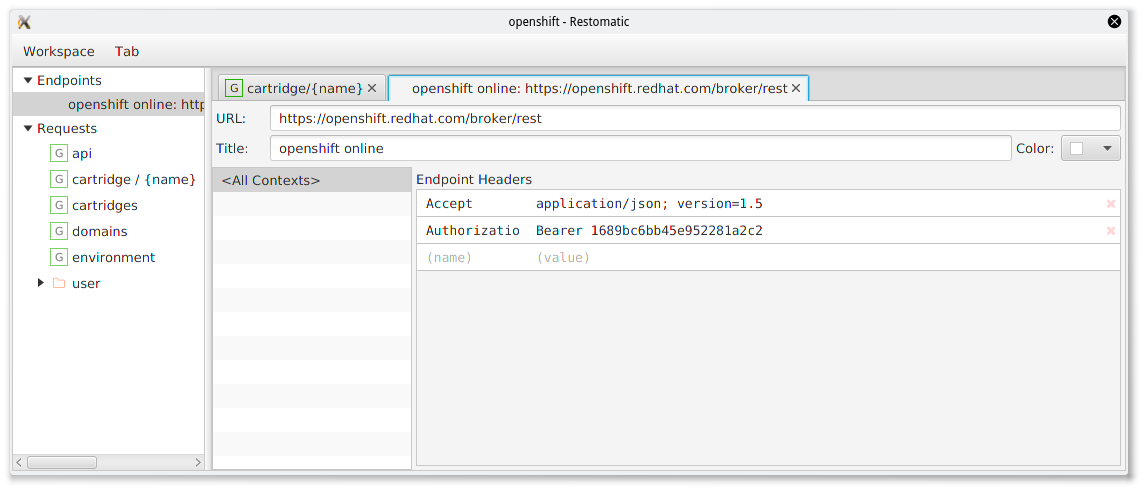 openshift - Restomatic
Workspace Tab
Endpoints
openshift online: http
Requests
G api
G cartridge / {name}
G cartridges
G domains
G environment
user
G cartridge/{name}
openshift online: https://openshift.redhat.com/broker/rest
URL: https://openshift.redhat.com/broker/rest
Title: openshift online Color:
<All Contexts>
Endpoint Headers
Accept application/json; version=1.5
Authorizatio Bearer 1689bc6bb45e952281a2c2
(name) (value)